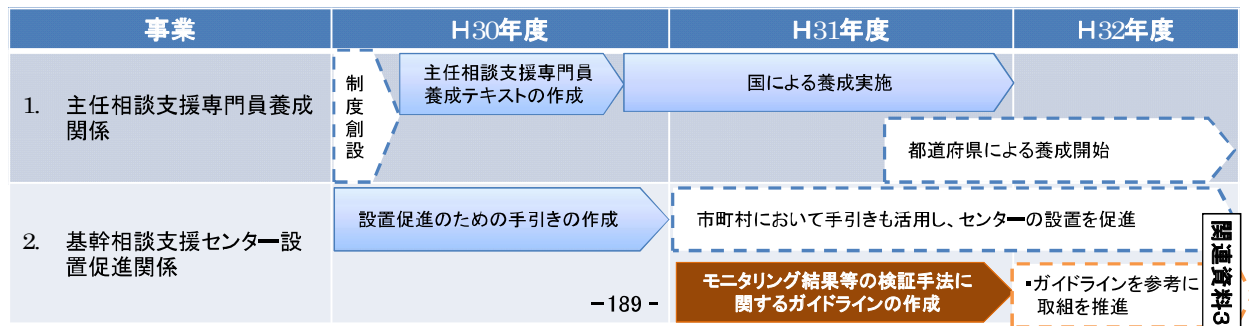 事業
H30年度
H31年度
H32年度
1. 主任相談支援専門員養成
関係
制度創設
主任相談支援専門員
養成テキストの作成
国による養成実施
都道府県による養成開始
2. 基幹相談支援センター設
置促進関係
設置促進のための手引きの作成
市町村において手引きも活用し、センターの設置を促進
モニタリング結果等の検証手法に
関するガイドラインの作成
▪ガイドラインを参考に
取組を推進
関連資料3
－189－